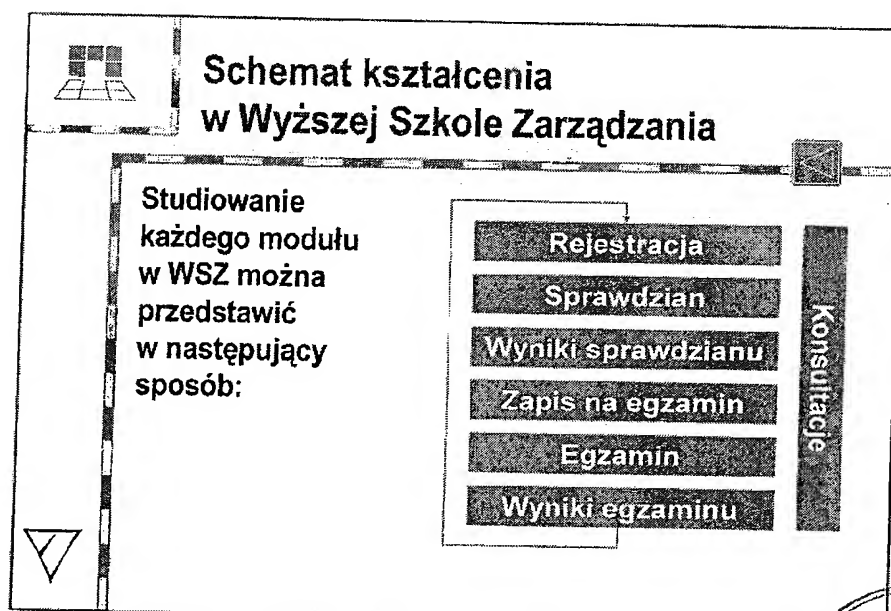 Schemat kształcenia
w Wyższej Szkole Zarządzania
Studiowanie
każdego modułu
w WSZ można
przedstawić
w następujący
sposób:
Rejestracja
Sprawdzian
Wyniki sprawdzianu
Zapis na egzamin
Egzamin
Wyniki egzaminu
Konsultacje